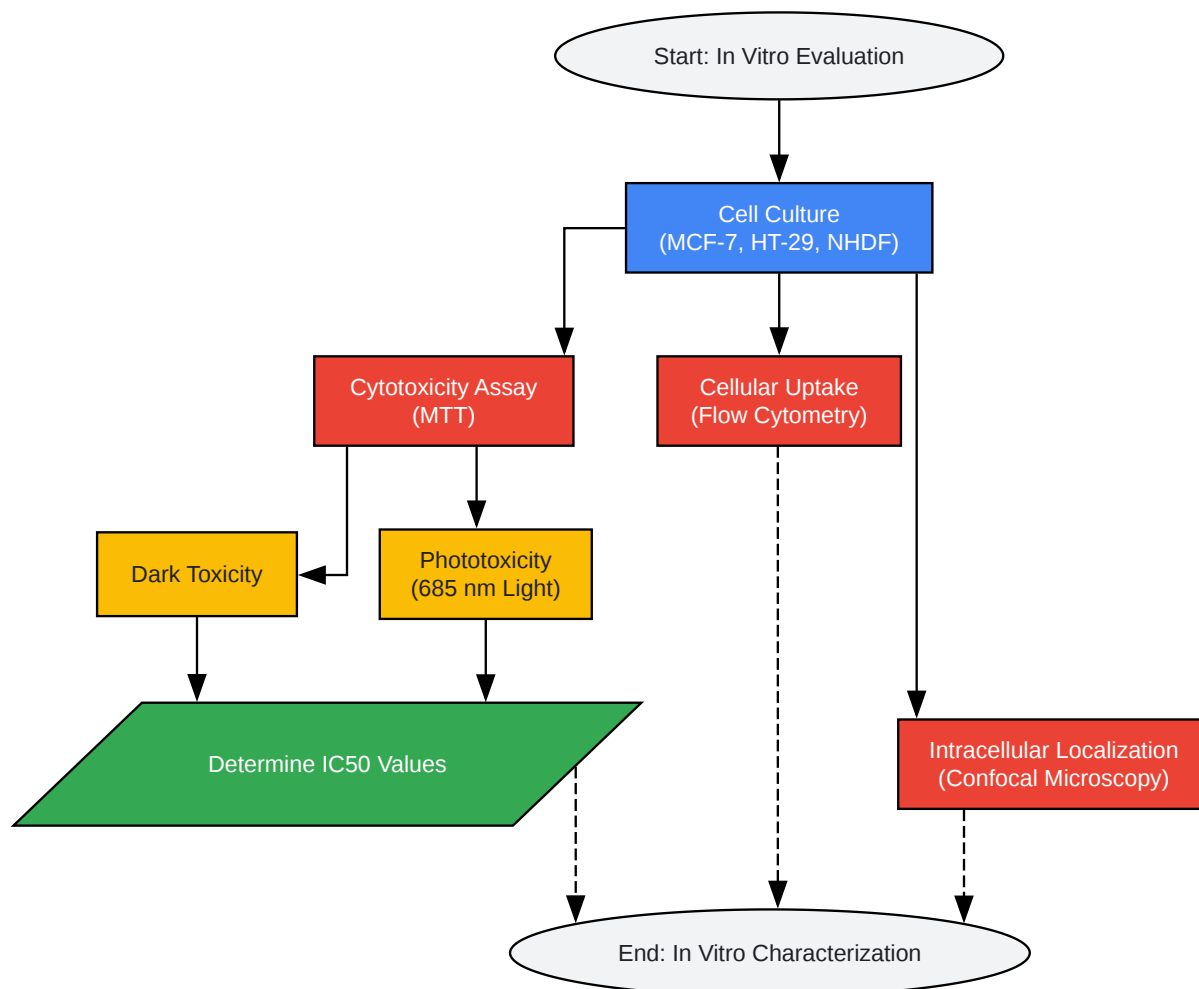 Start: In Vitro Evaluation
Cell Culture
(MCF-7, HT-29, NHDF)
Cytotoxicity Assay
(MTT)
Cellular Uptake
(Flow Cytometry)
Dark Toxicity
Phototoxicity
(685 nm Light)
Determine IC50 Values
Intracellular Localization
(Confocal Microscopy)
End: In Vitro Characterization